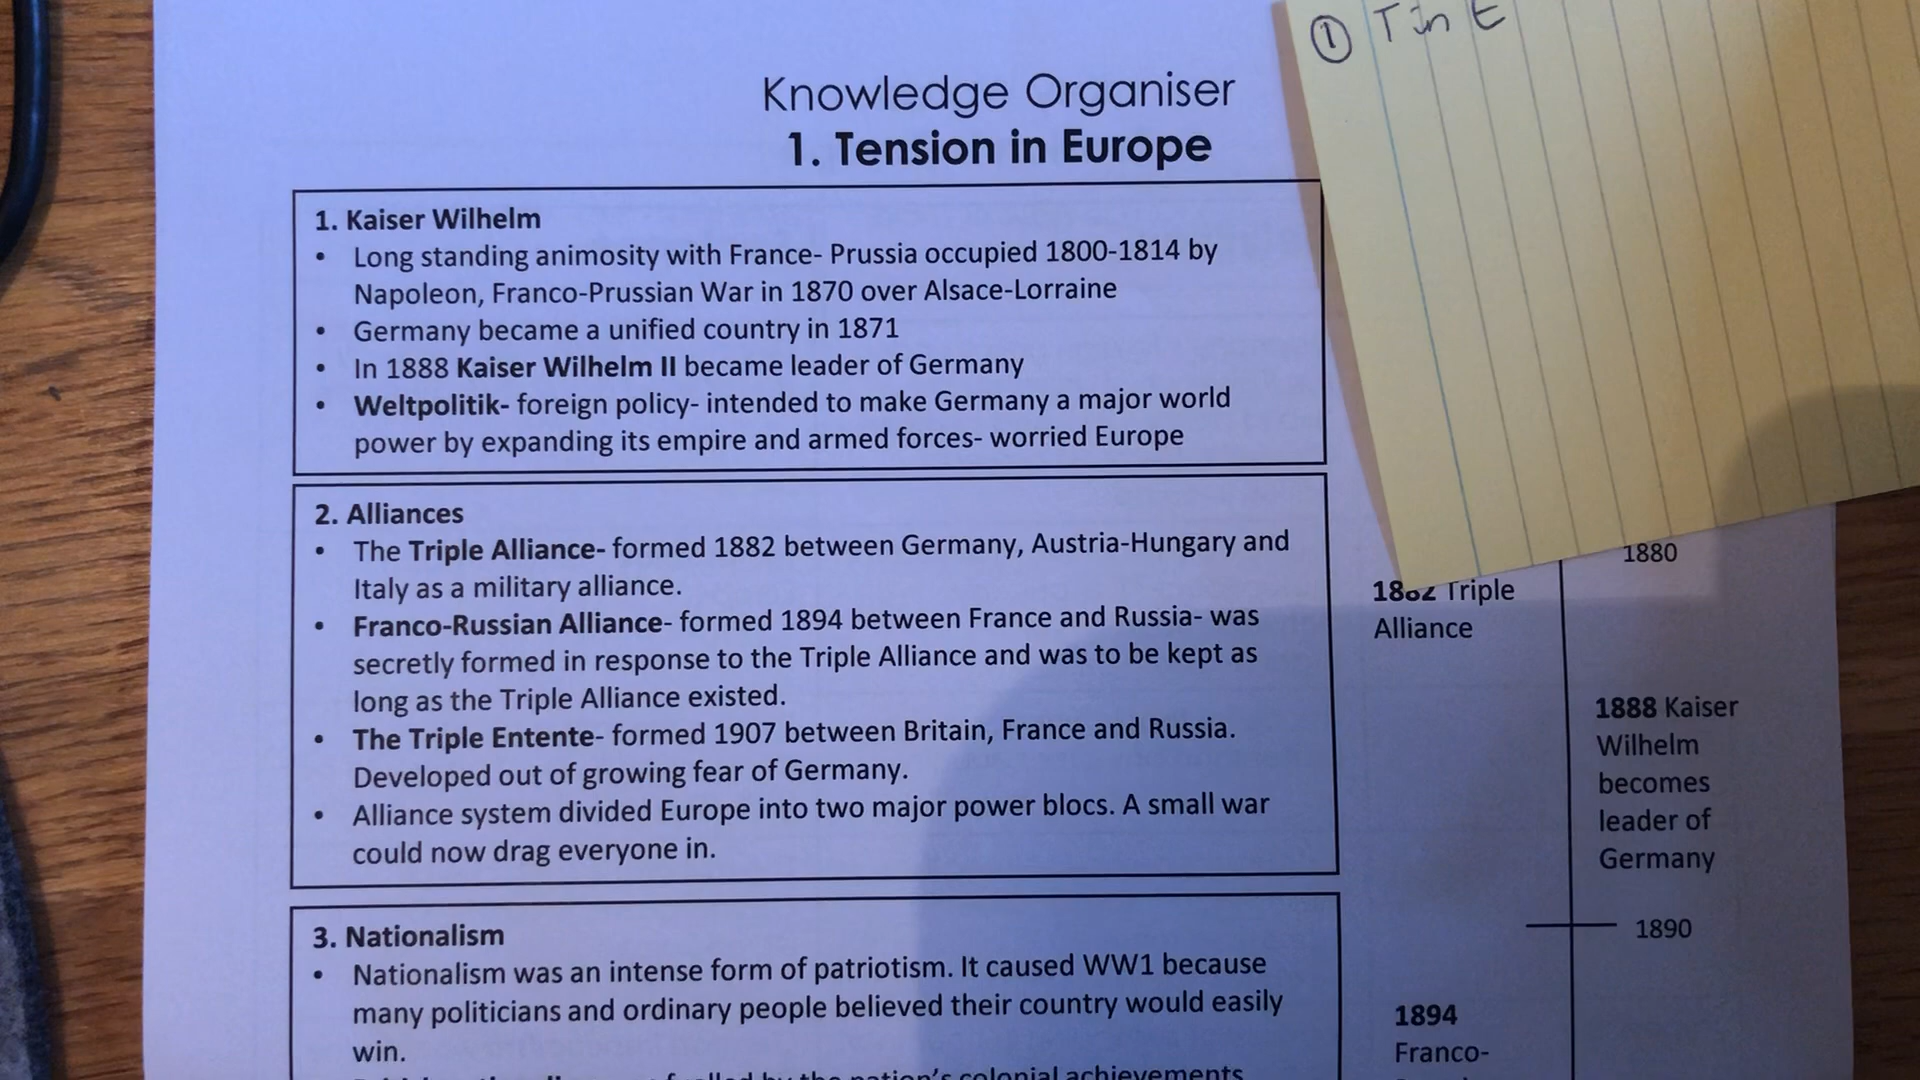 ① T in E
Knowledge Organiser
1. Tension in Europe
1. Kaiser Wilhelm
• Long standing animosity with France- Prussia occupied 1800-1814 by
Napoleon, Franco-Prussian War in 1870 over Alsace-Lorraine
• Germany became a unified country in 1871
• In 1888 Kaiser Wilhelm II became leader of Germany
• Weltpolitik- foreign policy- intended to make Germany a major world
power by expanding its empire and armed forces- worried Europe
2. Alliances
• The Triple Alliance- formed 1882 between Germany, Austria-Hungary and
Italy as a military alliance.
• Franco-Russian Alliance- formed 1894 between France and Russia- was
secretly formed in response to the Triple Alliance and was to be kept as
long as the Triple Alliance existed.
• The Triple Entente- formed 1907 between Britain, France and Russia.
Developed out of growing fear of Germany.
• Alliance system divided Europe into two major power blocs. A small war
could now drag everyone in.
3. Nationalism
• Nationalism was an intense form of patriotism. It caused WW1 because
many politicians and ordinary people believed their country would easily
win.
by the nation's colonial achievements
1880
1882 Triple
Alliance
1888 Kaiser
Wilhelm
becomes
leader of
Germany
1890
1894
Franco-